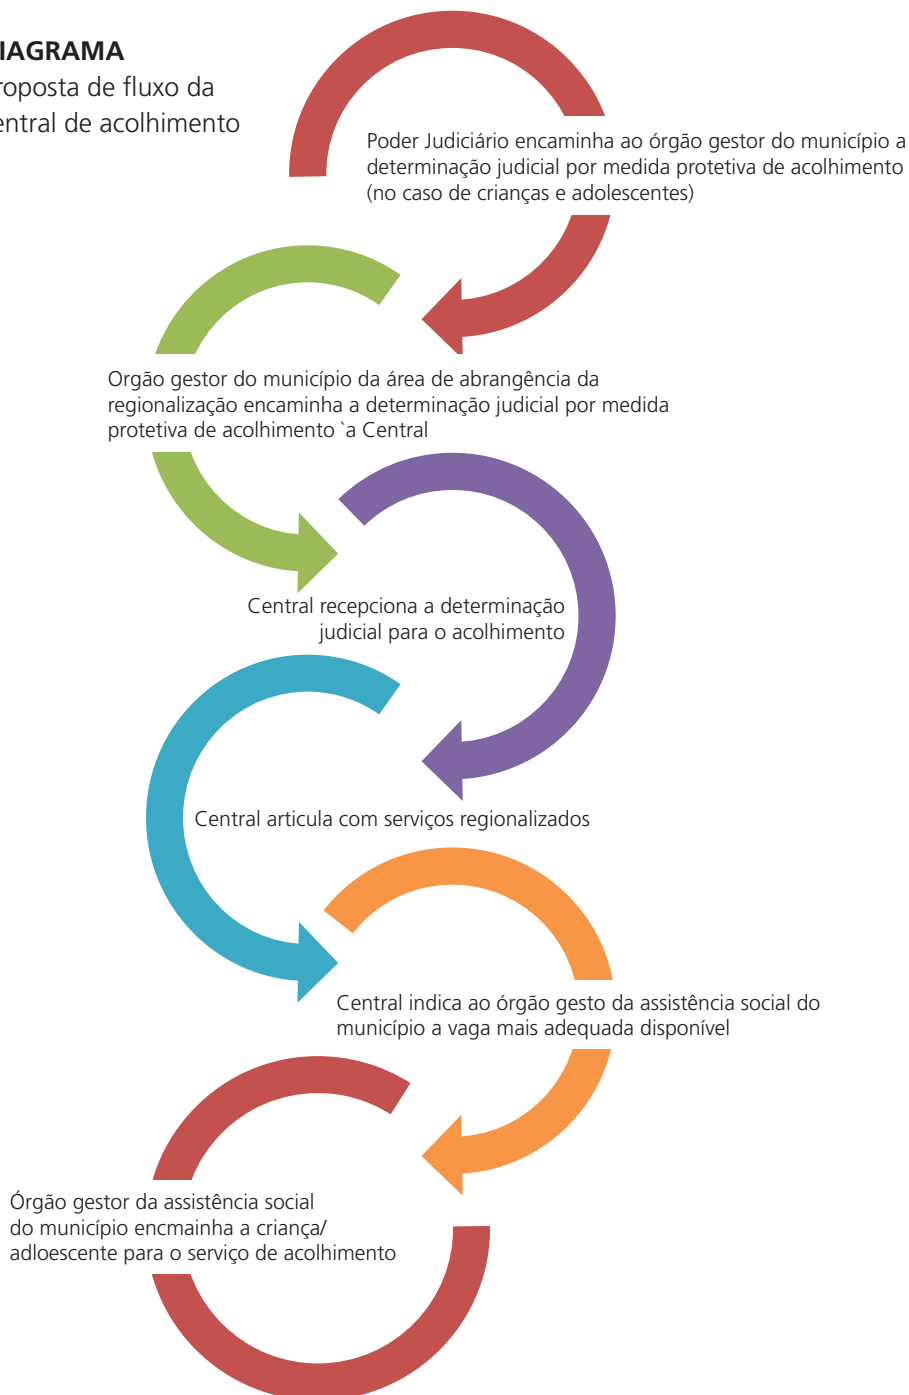 IAGRAMA
roposta de fluxo da
entral de acolhimento
Poder Judiciário encaminha ao órgão gestor do município a
determinação judicial por medida protetiva de acolhimento
(no caso de crianças e adolescentes)
Orgão gestor do município da área de abrangência da
regionalização encaminha a determinação judicial por medida
protetiva de acolhimento `a Central
Central recepciona a determinação
judicial para o acolhimento
Central articula com serviços regionalizados
Central indica ao órgão gesto da assistência social do
município a vaga mais adequada disponível
Órgão gestor da assistência social
do município encmainha a criança/
adloescente para o serviço de acolhimento